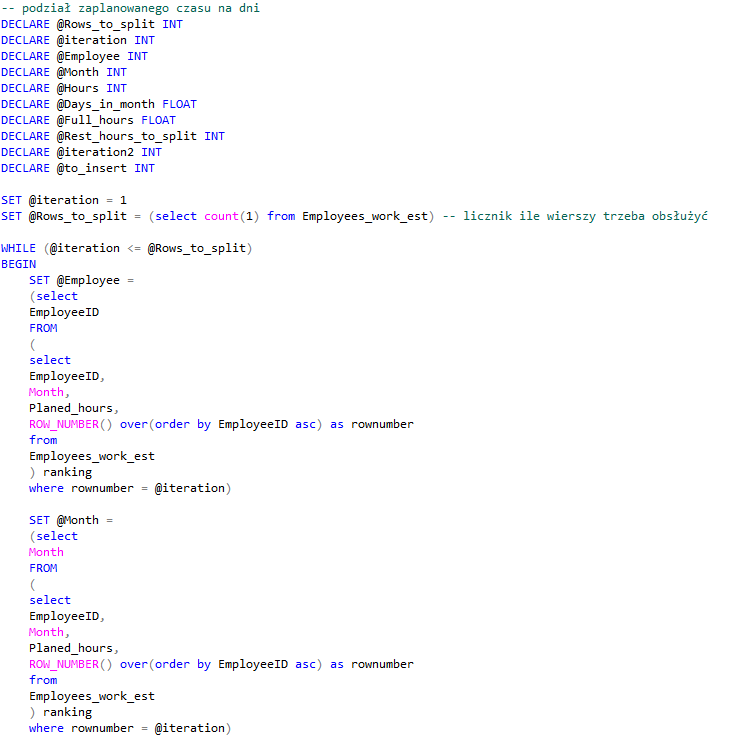 -- podział zaplanowanego czasu na dni
DECLARE @Rows_to_split INT
DECLARE @iteration INT
DECLARE @Employee INT
DECLARE @Month INT
DECLARE @Hours INT
DECLARE @Days_in_month FLOAT
DECLARE @Full_hours FLOAT
DECLARE @Rest_hours_to_split INT
DECLARE @iteration2 INT
DECLARE @to_insert INT
SET @iteration = 1
SET @Rows_to_split = (select count(1) from Employees_work_est) -- licznik ile wierszy trzeba obsłużyć
WHILE (@iteration <= @Rows_to_split)
BEGIN
SET @Employee =
(select
EmployeeID
FROM
(
select
EmployeeID,
Month,
Planed_hours,
ROW_NUMBER() over(order by EmployeeID asc) as rownumber
from
Employees_work_est
) ranking
where rownumber = @iteration)
SET @Month =
(select
Month
FROM
(
select
EmployeeID,
Month,
Planed_hours,
ROW_NUMBER() over(order by EmployeeID asc) as rownumber
from
Employees_work_est
) ranking
where rownumber = @iteration)